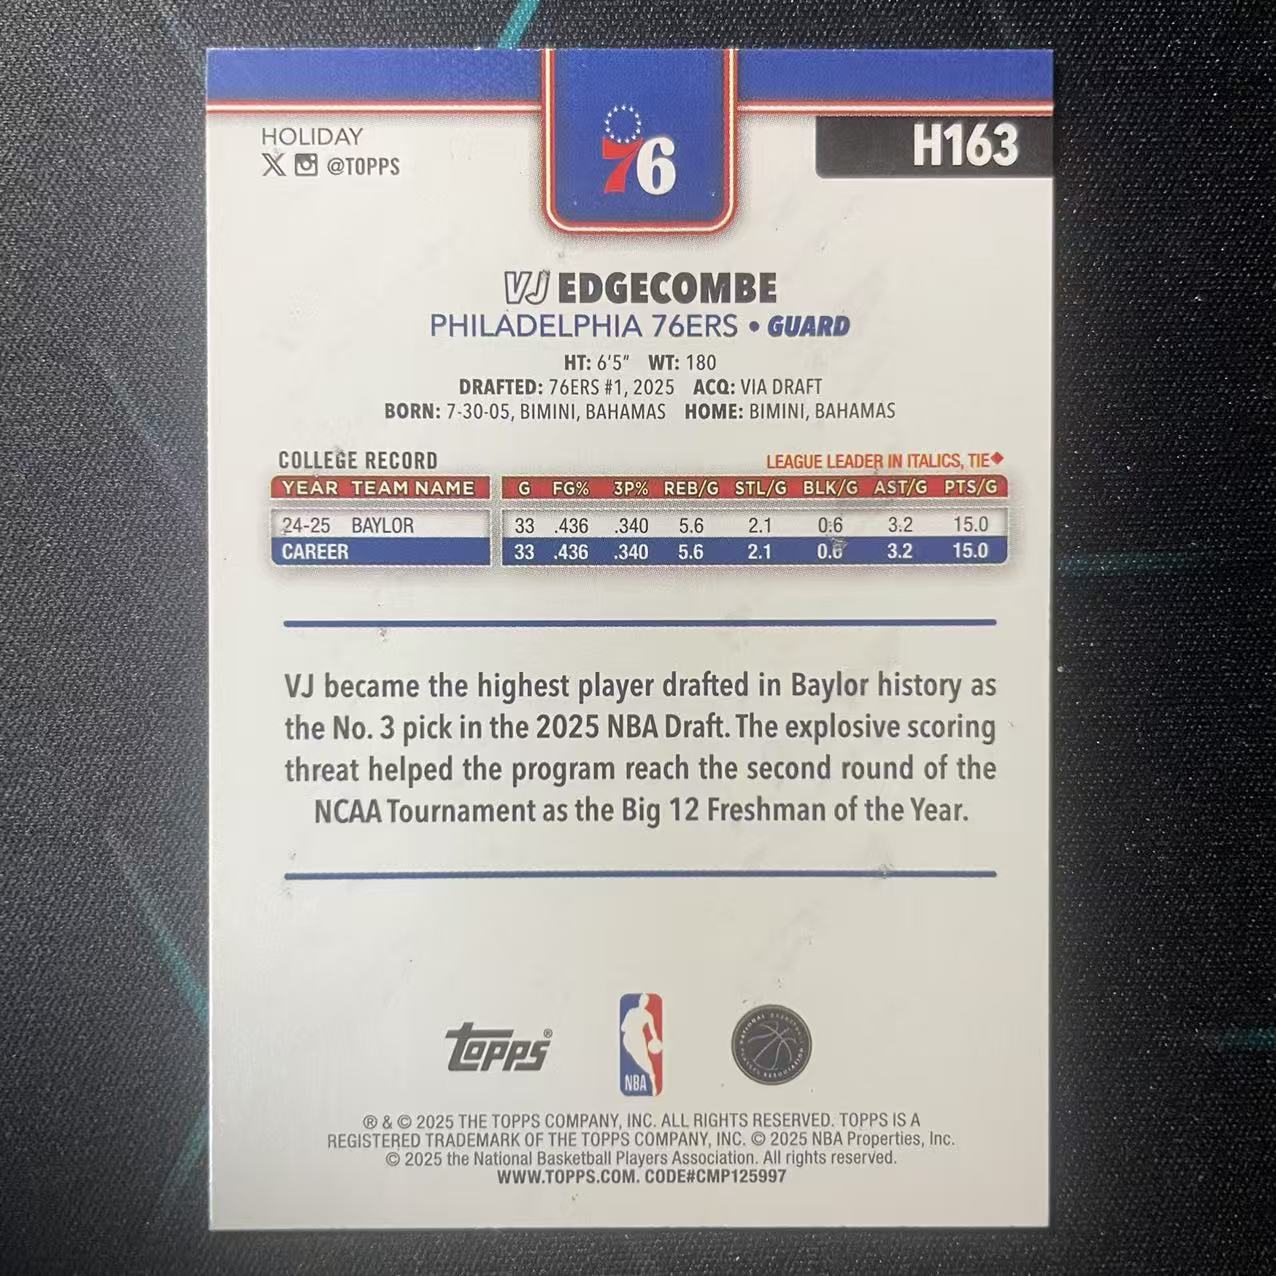 HOLIDAY
X @TOPPS
76
H163
VJ EDGECOMBE
PHILADELPHIA 76ERS • GUARD
HT: 6'5" WT: 180
DRAFTED: 76ERS #1, 2025 ACQ: VIA DRAFT
BORN: 7-30-05, BIMINI, BAHAMAS HOME: BIMINI, BAHAMAS
COLLEGE RECORD LEAGUE LEADER IN ITALICS, TIE◆
YEAR TEAM NAME G FG% 3P% REB/G STL/G BLK/G AST/G PTS/G
24-25 BAYLOR 33 .436 .340 5.6 2.1 0.6 3.2 15.0
CAREER 33 .436 .340 5.6 2.1 0.6 3.2 15.0
VJ became the highest player drafted in Baylor history as
the No. 3 pick in the 2025 NBA Draft. The explosive scoring
threat helped the program reach the second round of the
NCAA Tournament as the Big 12 Freshman of the Year.
Topps®
NBA
® & © 2025 THE TOPPS COMPANY, INC. ALL RIGHTS RESERVED. TOPPS IS A
REGISTERED TRADEMARK OF THE TOPPS COMPANY, INC. © 2025 NBA Properties, Inc.
© 2025 the National Basketball Players Association. All rights reserved.
WWW.TOPPS.COM. CODE#CMP125997